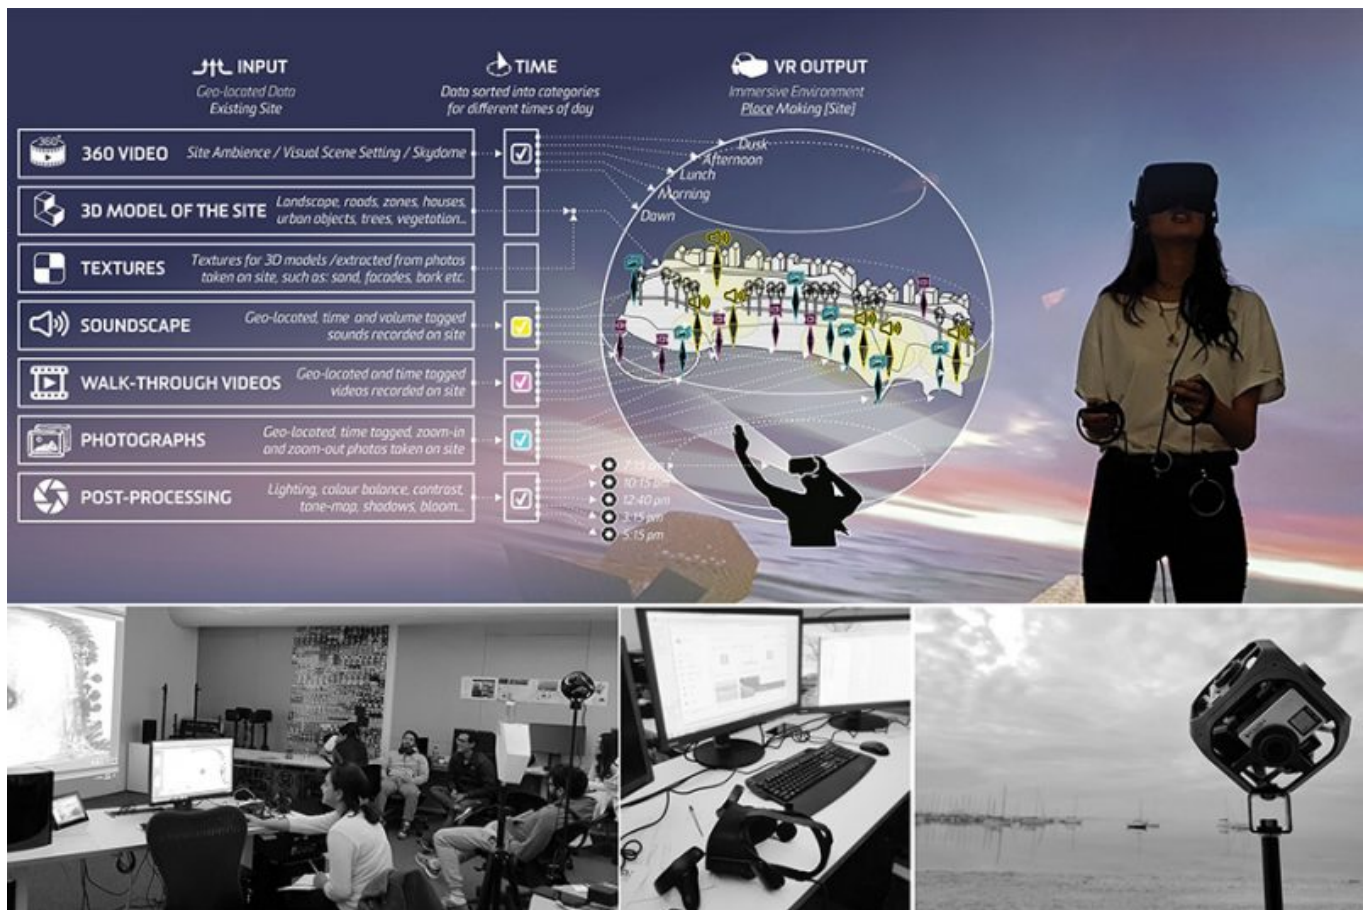 INPUT
Geo-located Data
Existing Site
TIME
Data sorted into categories
for different times of day
VR OUTPUT
Immersive Environment
Place Making [Site]
360°
360 VIDEO
Site Ambience / Visual Scene Setting / Skydome
3D MODEL OF THE SITE
Landscape, roads, zones, houses,
urban objects, trees, vegetation...
TEXTURES
Textures for 3D models /extracted from photos
taken on site, such as: sand, facades, bark etc.
SOUNDSCAPE
Geo-located, time and volume tagged
sounds recorded on site
WALK-THROUGH VIDEOS
Geo-located and time tagged
videos recorded on site
PHOTOGRAPHS
Geo-located, time tagged, zoom-in
and zoom-out photos taken on site
POST-PROCESSING
Lighting, colour balance, contrast,
tone-map, shadows, bloom...
Dusk
Afternoon
Lunch
Morning
Dawn
7:15 am
10:15 pm
12:40 pm
3:15 pm
5:15 pm